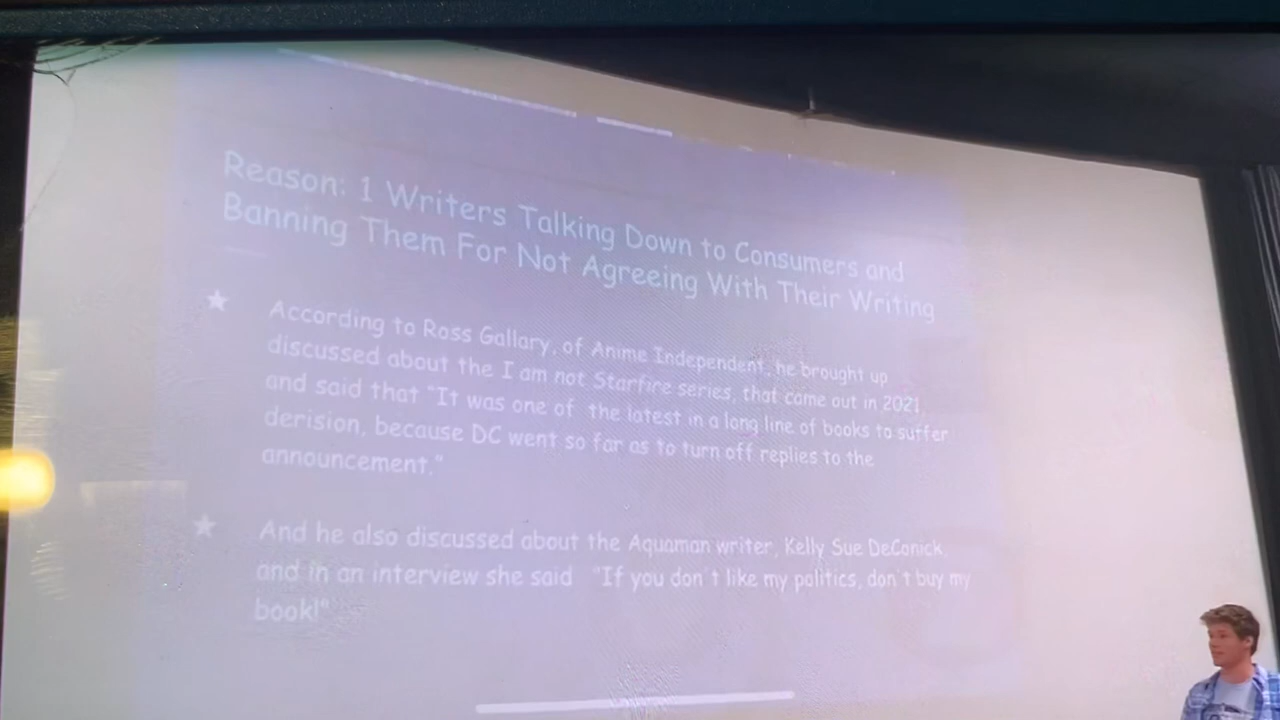 Reason: 1 Writers Talking Down to Consumers and
Banning Them For Not Agreeing With Their Writing
According to Ross Gallary, of Anime Independent, he brought up
discussed about the I am not Starfire series, that came out in 2021
and said that "It was one of the latest in a long line of books to suffer
derision, because DC went so far as to turn off replies to the
announcement."
And he also discussed about the Aquaman writer, Kelly Sue DeConick,
and in an interview she said "If you don't like my politics, don't buy my
book!"